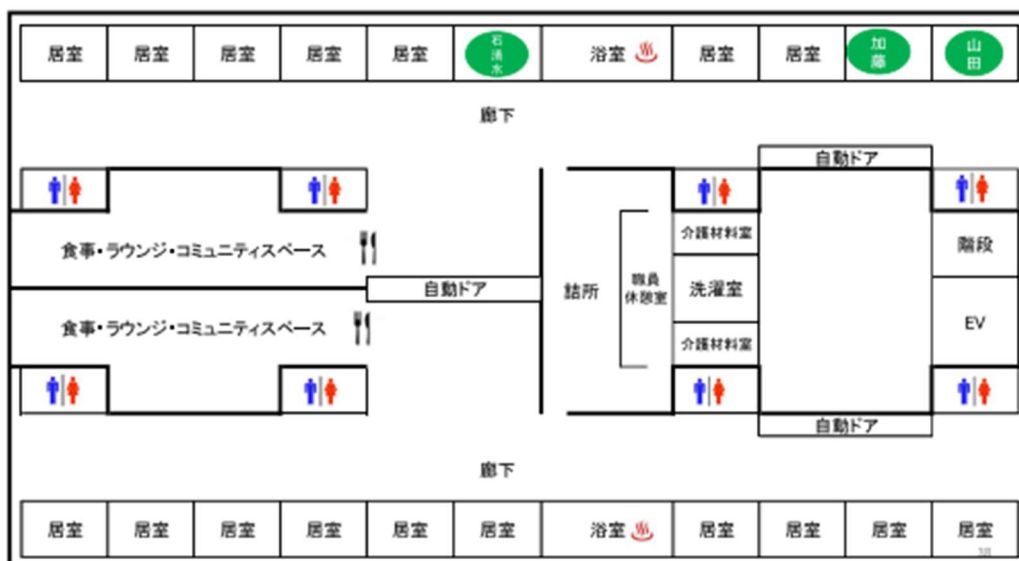 居室 居室 居室 居室 居室 石清水 浴室 居室 居室 加藤 山田
廊下
自動ドア
介護材料室
食事・ラウンジ・コミュニティスペース
階段
職員休憩室
詰所
洗濯室
自動ドア
食事・ラウンジ・コミュニティスペース
EV
介護材料室
自動ドア
廊下
居室 居室 居室 居室 居室 居室 浴室 居室 居室 居室 居室
38